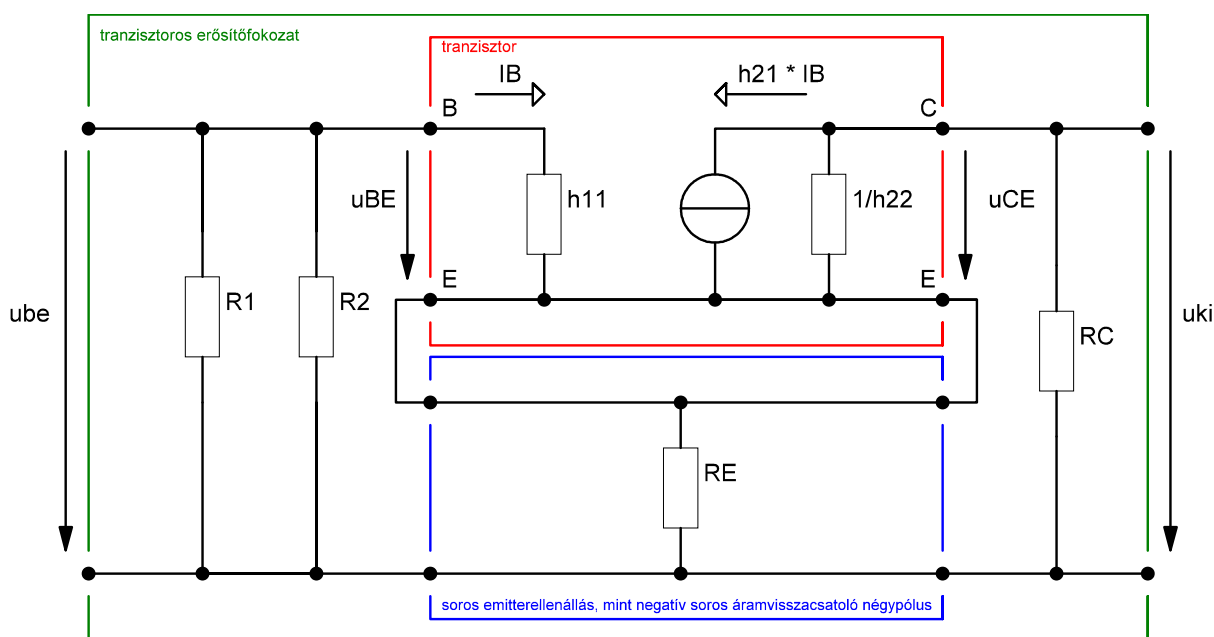 tranzisztoros erősítőfokozat
tranzisztor
IB
h21 * IB
B
C
uBE
h11
1/h22
uCE
E
E
ube
R1
R2
RC
uki
RE
soros emitterellenállás, mint negatív soros áramvisszacsatoló négypólus